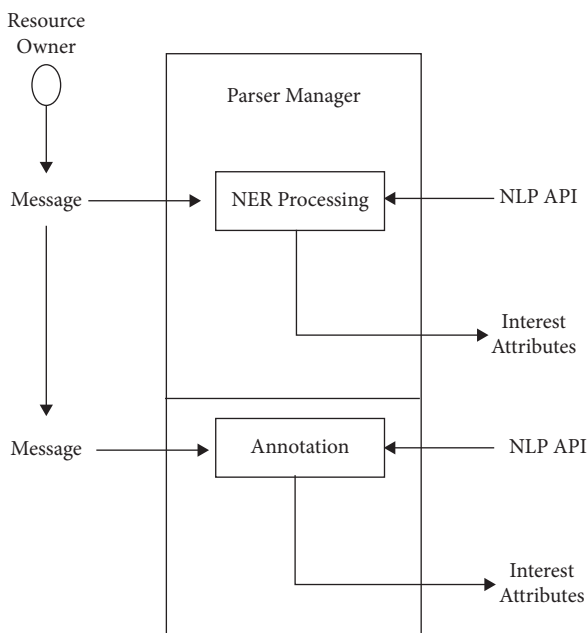 Resource
Owner
Parser Manager
Message
NER Processing
NLP API
Interest
Attributes
Message
Annotation
NLP API
Interest
Attributes